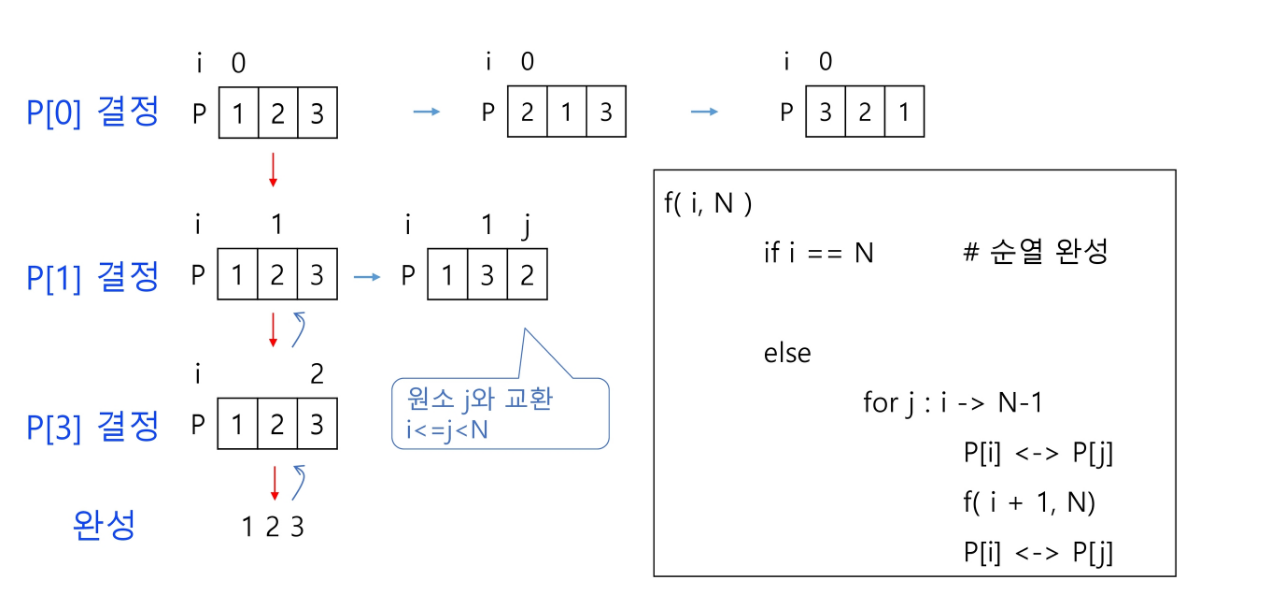 i 0
P[0] 결정 P 1 2 3
i 0
P 2 1 3
i 0
P 3 2 1
i 1
P[1] 결정 P 1 2 3
i 1 j
P 1 3 2
원소 j와 교환
i<=j<N
i 2
P[3] 결정 P 1 2 3
완성 1 2 3
f( i, N )
if i == N # 순열 완성
else
for j : i -> N-1
P[i] <-> P[j]
f( i + 1, N)
P[i] <-> P[j]